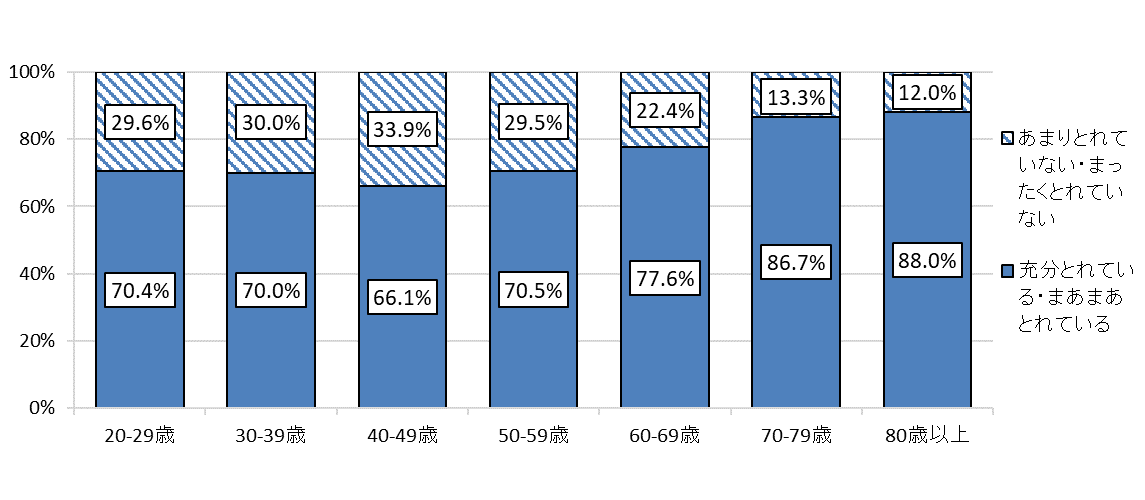 100%
80%
60%
40%
20%
0%
29.6%
30.0%
33.9%
29.5%
22.4%
13.3%
12.0%
70.4%
70.0%
66.1%
70.5%
77.6%
86.7%
88.0%
20-29歳
30-39歳
40-49歳
50-59歳
60-69歳
70-79歳
80歳以上
あまりとれて
いない・まっ
たくとれてい
ない
充分とれてい
る・まあまあ
とれている